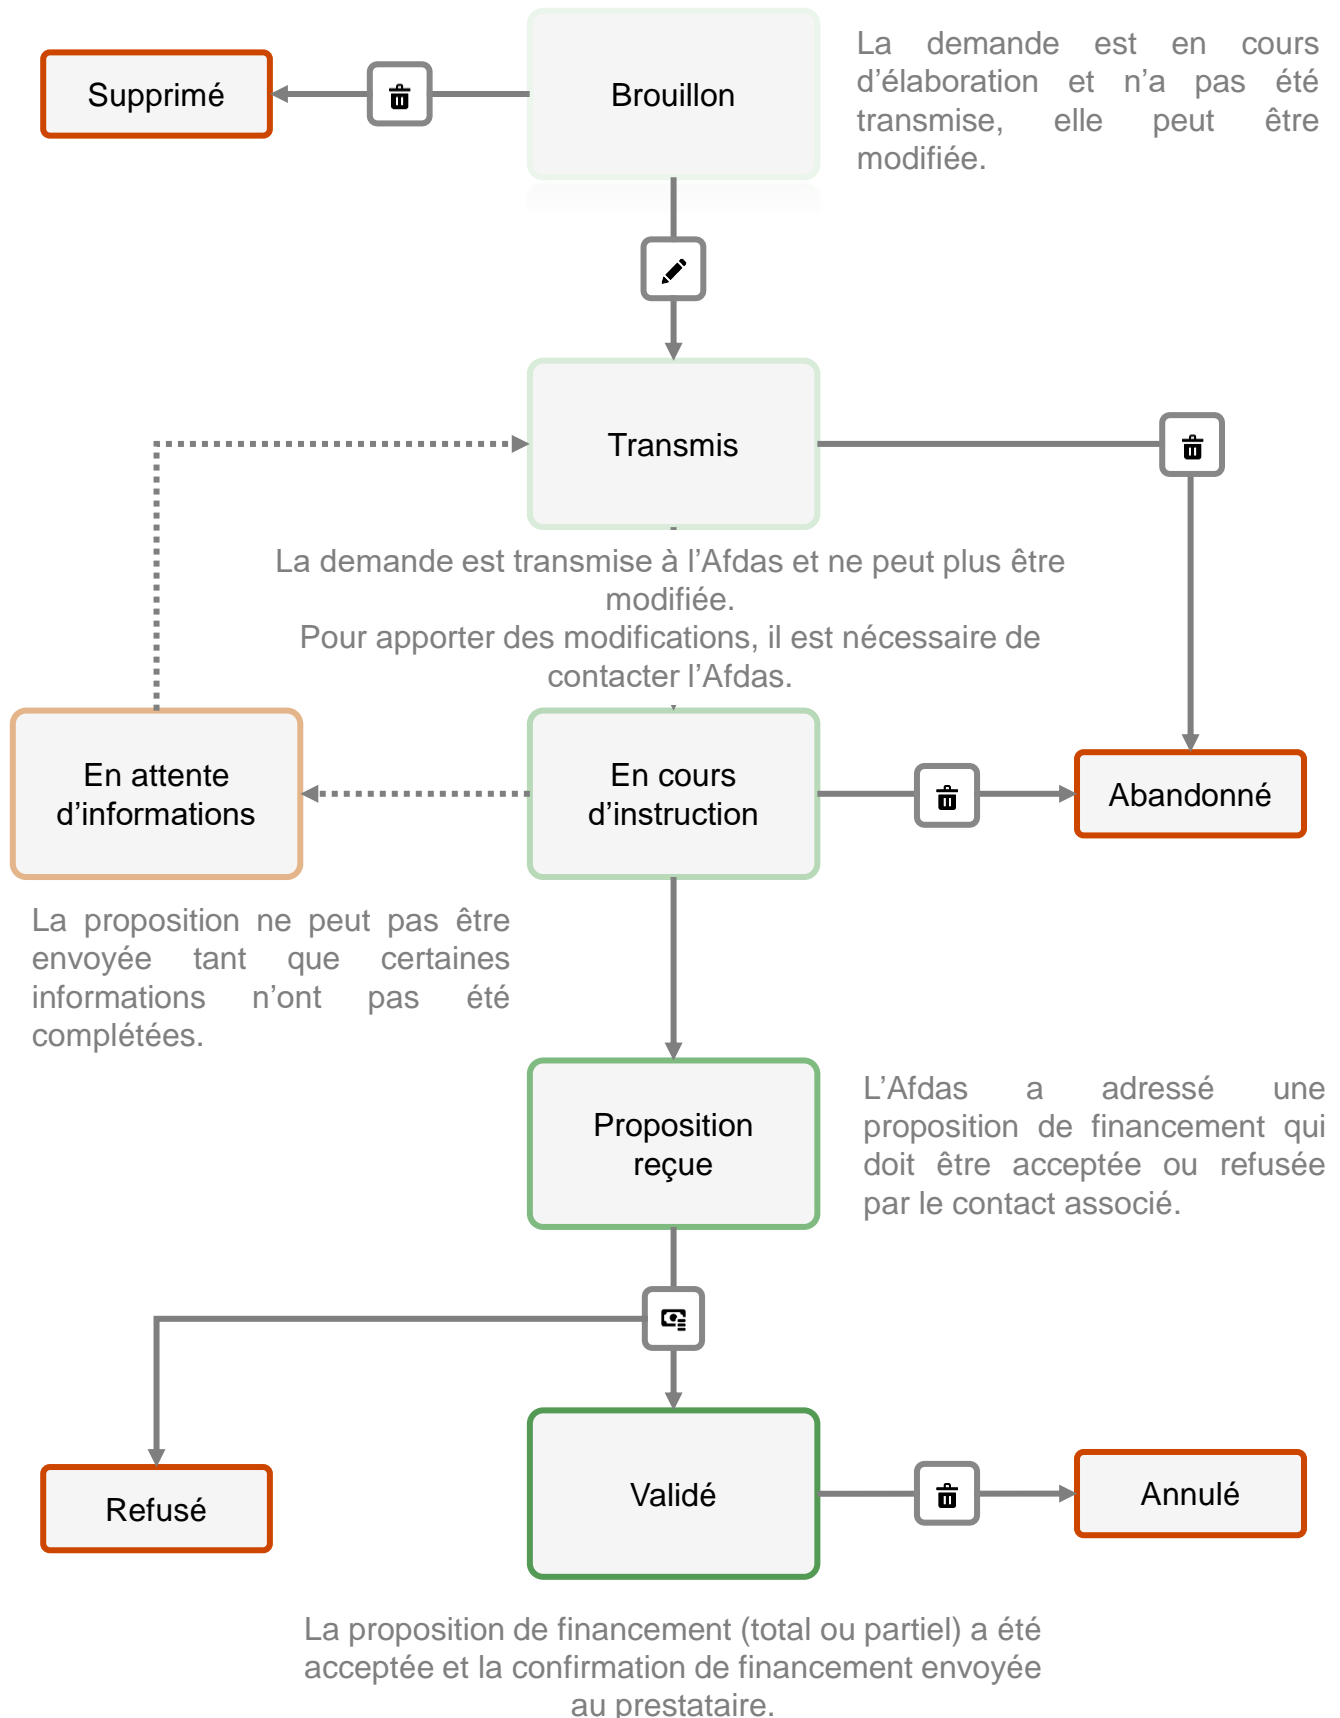 Supprimé
Brouillon
La demande est en cours
d’élaboration et n’a pas été
transmise, elle peut être
modifiée.
Transmis
La demande est transmise à l’Afdas et ne peut plus être
modifiée.
Pour apporter des modifications, il est nécessaire de
contacter l’Afdas.
En attente
d’informations
En cours
d’instruction
Abandonné
La proposition ne peut pas être
envoyée tant que certaines
informations n’ont pas été
complétées.
Proposition
reçue
L’Afdas a adressé une
proposition de financement qui
doit être acceptée ou refusée
par le contact associé.
Refusé
Validé
Annulé
La proposition de financement (total ou partiel) a été
acceptée et la confirmation de financement envoyée
au prestataire.